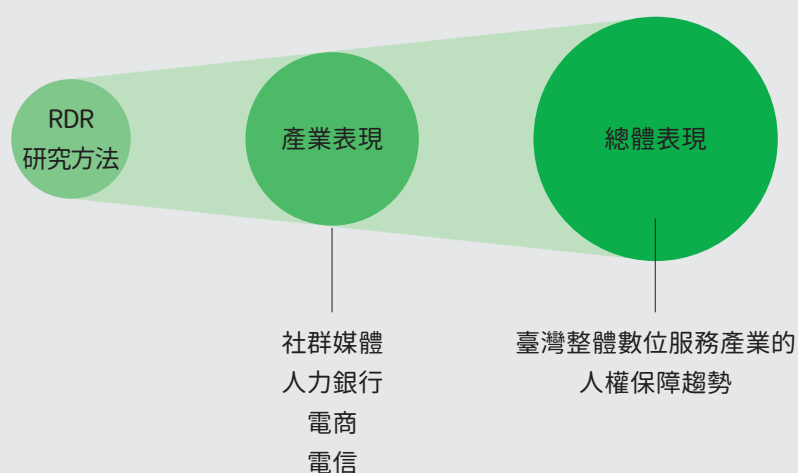 RDR
研究方法
產業表現
總體表現
社群媒體
人力銀行
電商
電信
臺灣整體數位服務產業的
人權保障趨勢